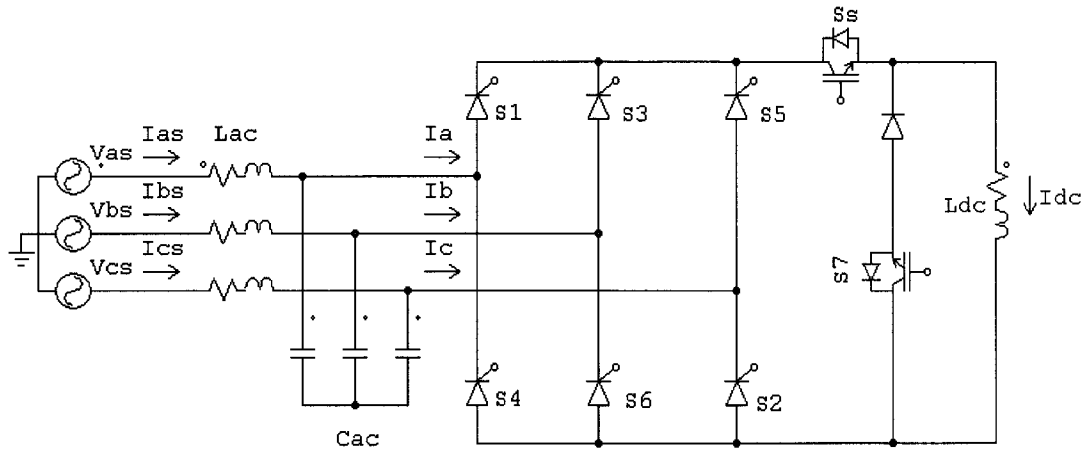 Ss
S1
S3
S5
Ias
Lac
Ia
Vas
Ibs
Ib
Vbs
Ics
Ic
Vcs
Ldc
Idc
S7
S4
S6
S2
Cac